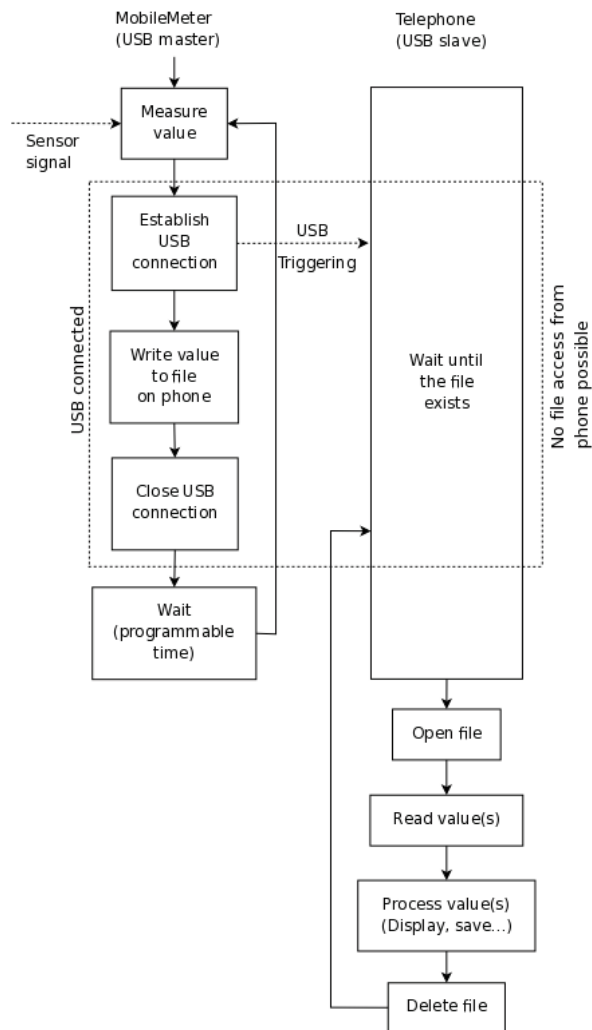 MobileMeter
(USB master)
Telephone
(USB slave)
Measure
value
Sensor
signal
Establish
USB
connection
USB
Triggering
Write value
to file
on phone
Close USB
connection
USB connected
Wait
(programmable
time)
Wait until
the file
exists
No file access from
phone possible
Open file
Read value(s)
Process value(s)
(Display, save...)
Delete file